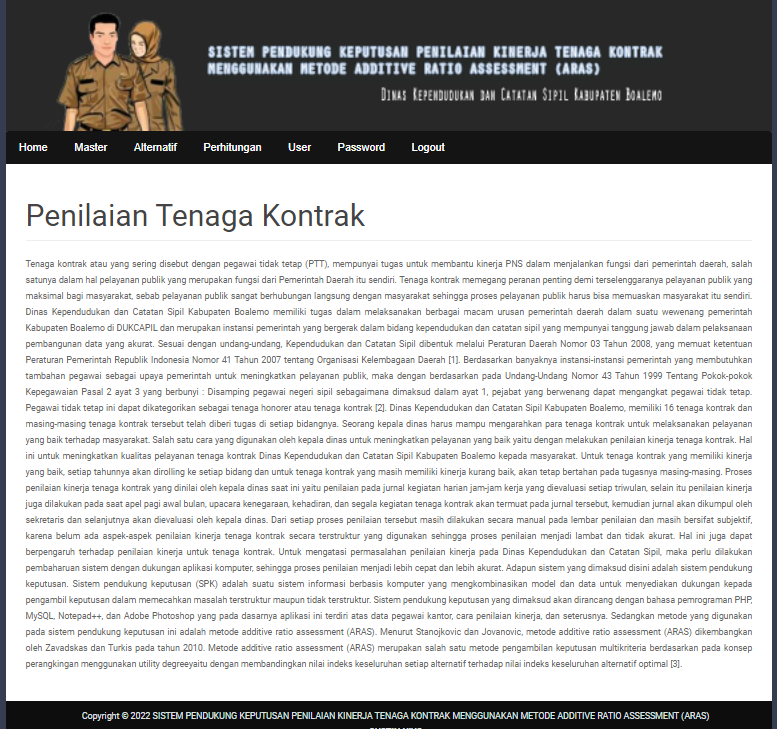 SISTEM PENDUKUNG KEPUTUSAN PENILAIAN KINERJA TENAGA KONTRAK
MENGGUNAKAN METODE ADDITIVE RATIO ASSESSMENT (ARAS)
DINAS KEPENDUDUKAN DAN CATATAN SIPIL KABUPATEN BOALEMO
Home Master Alternatif Perhitungan User Password Logout
Penilaian Tenaga Kontrak
Tenaga kontrak atau yang sering disebut dengan pegawai tidak tetap (PTT), mempunyai tugas untuk membantu kinerja PNS dalam menjalankan fungsi dari pemerintah daerah, salah
satunya dalam hal pelayanan publik yang merupakan fungsi dari Pemerintah Daerah itu sendiri. Tenaga kontrak memegang peranan penting demi terselenggaranya pelayanan publik yang
maksimal bagi masyarakat, sebab pelayanan publik sangat berhubungan langsung dengan masyarakat sehingga proses pelayanan publik harus bisa memuaskan masyarakat itu sendiri.
Dinas Kependudukan dan Catatan Sipil Kabupaten Boalemo memiliki tugas dalam melaksanakan berbagai macam urusan pemerintah daerah dalam suatu wewenang pemerintah
Kabupaten Boalemo di DUKCAPIL dan merupakan instansi pemerintah yang bergerak dalam bidang kependudukan dan catatan sipil yang mempunyai tanggung jawab dalam pelaksanaan
pembangunan data yang akurat. Sesuai dengan undang-undang, Kependudukan dan Catatan Sipil dibentuk melalui Peraturan Daerah Nomor 03 Tahun 2008, yang memuat ketentuan
Peraturan Pemerintah Republik Indonesia Nomor 41 Tahun 2007 tentang Organisasi Kelembagaan Daerah [1]. Berdasarkan banyaknya instansi-instansi pemerintah yang membutuhkan
tambahan pegawai sebagai upaya pemerintah untuk meningkatkan pelayanan publik, maka dengan berdasarkan pada Undang-Undang Nomor 43 Tahun 1999 Tentang Pokok-pokok
Kepegawaian Pasal 2 ayat 3 yang berbunyi : Disamping pegawai negeri sipil sebagaimana dimaksud dalam ayat 1, pejabat yang berwenang dapat mengangkat pegawai tidak tetap.
Pegawai tidak tetap ini dapat dikategorikan sebagai tenaga honorer atau tenaga kontrak [2]. Dinas Kependudukan dan Catatan Sipil Kabupaten Boalemo, memiliki 16 tenaga kontrak dan
masing-masing tenaga kontrak tersebut telah diberi tugas di setiap bidangnya. Seorang kepala dinas harus mampu mengarahkan para tenaga kontrak untuk melaksanakan pelayanan
yang baik terhadap masyarakat. Salah satu cara yang digunakan oleh kepala dinas untuk meningkatkan pelayanan yang baik yaitu dengan melakukan penilaian kinerja tenaga kontrak. Hal
ini untuk meningkatkan kualitas pelayanan tenaga kontrak Dinas Kependudukan dan Catatan Sipil Kabupaten Boalemo kepada masyarakat. Untuk tenaga kontrak yang memiliki kinerja
yang baik, setiap tahunnya akan dirolling ke setiap bidang dan untuk tenaga kontrak yang masih memiliki kinerja kurang baik, akan tetap bertahan pada tugasnya masing-masing. Proses
penilaian kinerja tenaga kontrak yang dinilai oleh kepala dinas saat ini yaitu penilaian pada jurnal kegiatan harian jam-jam kerja yang dievaluasi setiap triwulan, selain itu penilaian kinerja
juga dilakukan pada saat apel pagi awal bulan, upacara kenegaraan, kehadiran, dan segala kegiatan tenaga kontrak akan termuat pada jurnal tersebut, kemudian jurnal akan dikumpul oleh
sekretaris dan selanjutnya akan dievaluasi oleh kepala dinas. Dari setiap proses penilaian tersebut masih dilakukan secara manual pada lembar penilaian dan masih bersifat subjektif,
karena belum ada aspek-aspek penilaian kinerja tenaga kontrak secara terstruktur yang digunakan sehingga proses penilaian menjadi lambat dan tidak akurat. Hal ini juga dapat
berpengaruh terhadap penilaian kinerja untuk tenaga kontrak. Untuk mengatasi permasalahan penilaian kinerja pada Dinas Kependudukan dan Catatan Sipil, maka perlu dilakukan
pembaharuan sistem dengan dukungan aplikasi komputer, sehingga proses penilaian menjadi lebih cepat dan lebih akurat. Adapun sistem yang dimaksud disini adalah sistem pendukung
keputusan. Sistem pendukung keputusan (SPK) adalah suatu sistem informasi berbasis komputer yang mengkombinasikan model dan data untuk menyediakan dukungan kepada
pengambil keputusan dalam memecahkan masalah terstruktur maupun tidak terstruktur. Sistem pendukung keputusan yang dimaksud akan dirancang dengan bahasa pemrograman PHP,
MySQL, Notepad++, dan Adobe Photoshop yang pada dasarnya aplikasi ini terdiri atas data pegawai kantor, cara penilaian kinerja, dan seterusnya. Sedangkan metode yang digunakan
pada sistem pendukung keputusan ini adalah metode additive ratio assessment (ARAS). Menurut Stanojkovic dan Jovanovic, metode additive ratio assessment (ARAS) dikembangkan
oleh Zavadskas dan Turkis pada tahun 2010. Metode additive ratio assessment (ARAS) merupakan salah satu metode pengambilan keputusan multikriteria berdasarkan pada konsep
perangkingan menggunakan utility degreeyaitu dengan membandingkan nilai indeks keseluruhan setiap alternatif terhadap nilai indeks keseluruhan alternatif optimal [3].
Copyright © 2022 SISTEM PENDUKUNG KEPUTUSAN PENILAIAN KINERJA TENAGA KONTRAK MENGGUNAKAN METODE ADDITIVE RATIO ASSESSMENT (ARAS)